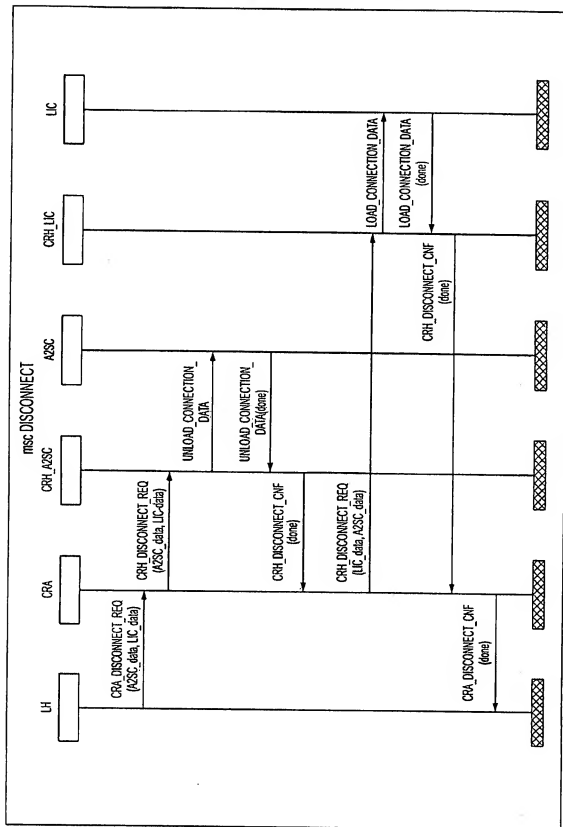 msc DISCONNECT
LH
CRA
CRH_A2SC
A2SC
CRH_LIC
LIC
CRA_DISCONNECT_REQ
(A2SC_data, LIC_data)
CRH_DISCONNECT_REQ
(A2SC_data, LIC-data)
UNLOAD_CONNECTION_
DATA
UNLOAD_CONNECTION_
DATA(done)
CRH_DISCONNECT_CNF
(done)
CRH_DISCONNECT_REQ
(LIC_data, A2SC_data)
LOAD_CONNECTION_DATA
LOAD_CONNECTION_DATA
(done)
CRH_DISCONNECT_CNF
(done)
CRA_DISCONNECT_CNF
(done)